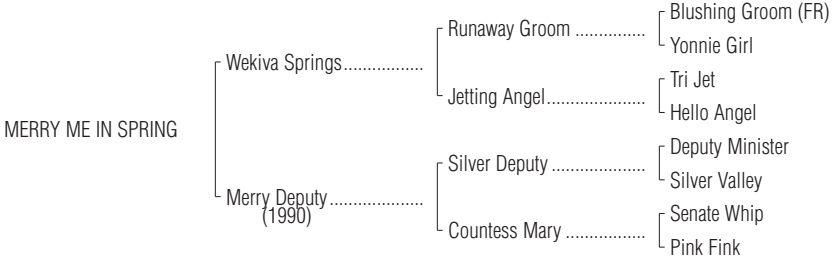 Blushing Groom (FR)
Runaway Groom ...............
Yonnie Girl
Wekiva Springs.................
Tri Jet
Jetting Angel.....................
Hello Angel
MERRY ME IN SPRING
Deputy Minister
Silver Deputy ....................
Silver Valley
Merry Deputy....................
(1990)
Senate Whip
Countess Mary .................
Pink Fink